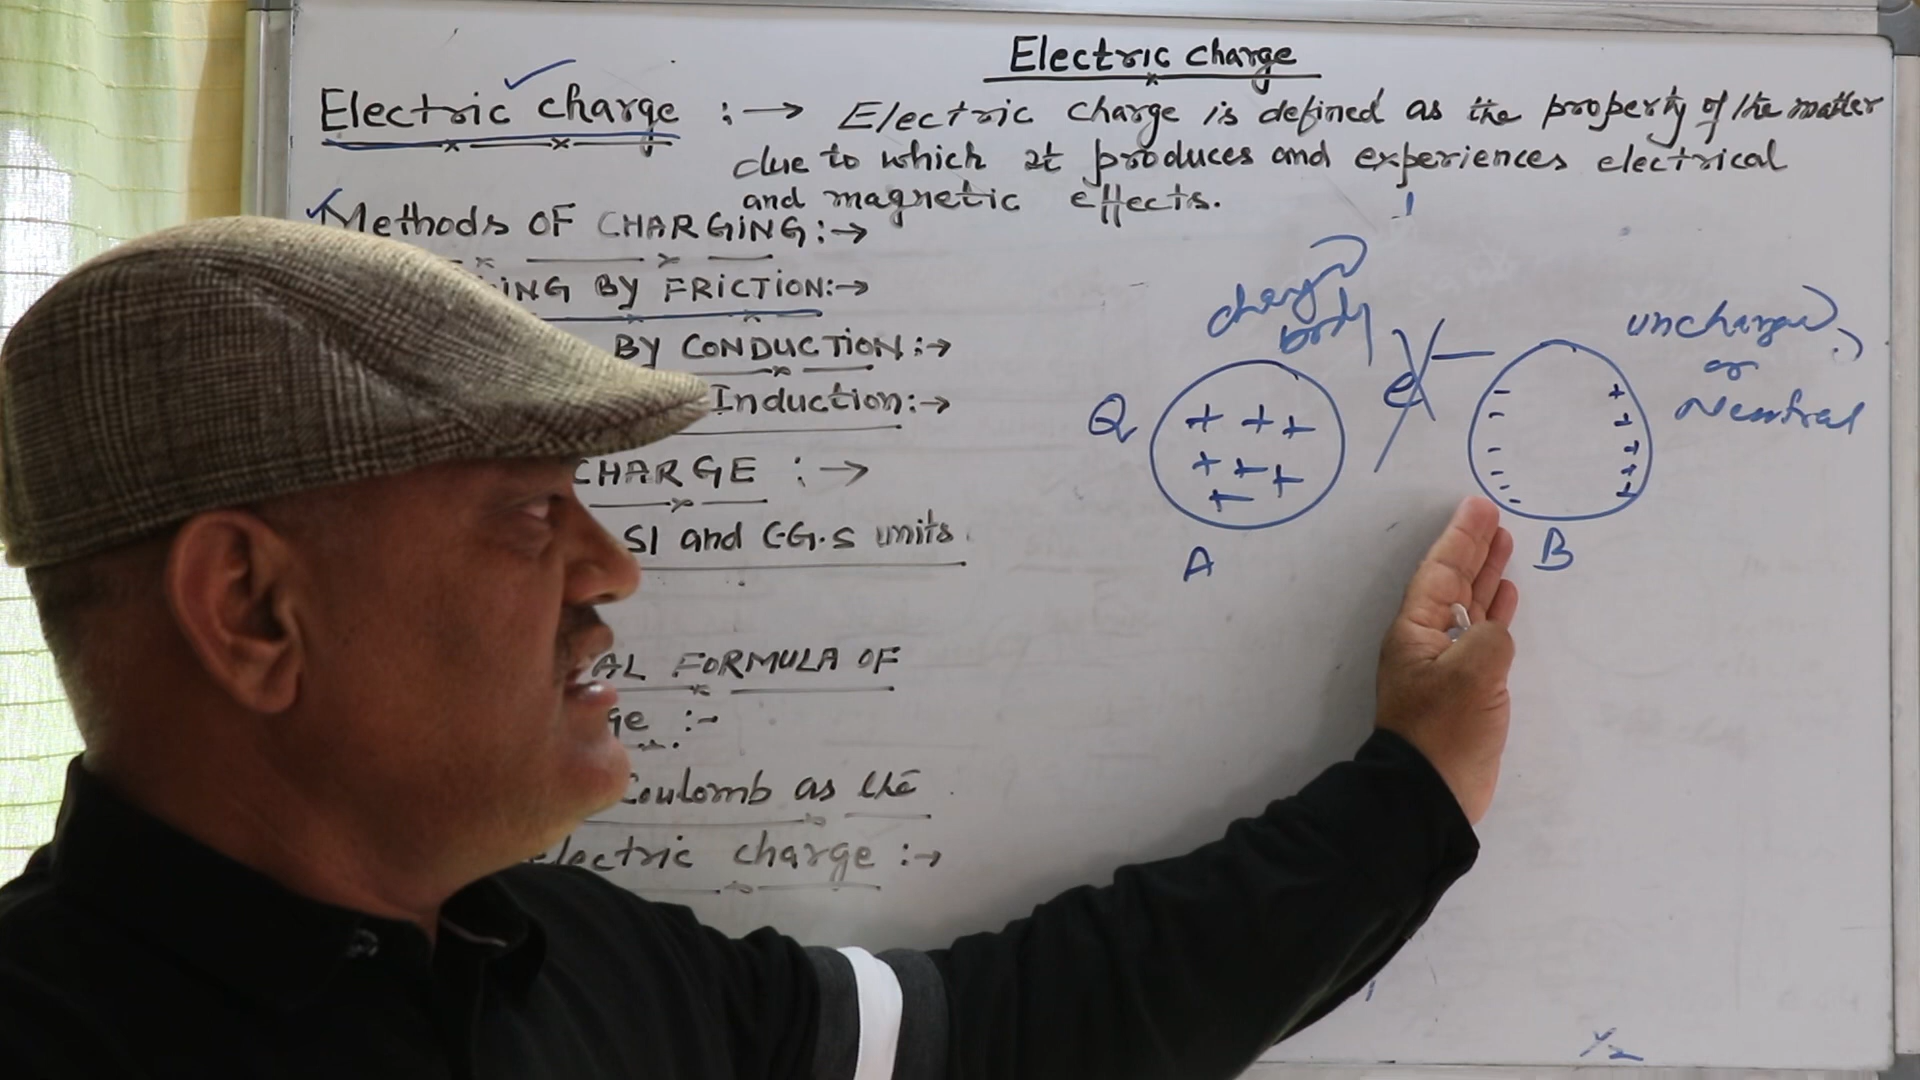 Electric charge
Electric charge :→ Electric charge is defined as the property of the matter
due to which it produces and experiences electrical
and magnetic effects.
Methods OF CHARGING:→
ING BY FRICTION:→
BY CONDUCTION:→
Induction:→
CHARGE :→
SI and C.G.S units.
AL FORMULA OF
ge :-
Coulomb as the
electric charge :→
body
uncharged
or
Neutral
Q
+ + +
+ + +
+
A
e
-
- - - - - -
+ + + + +
B